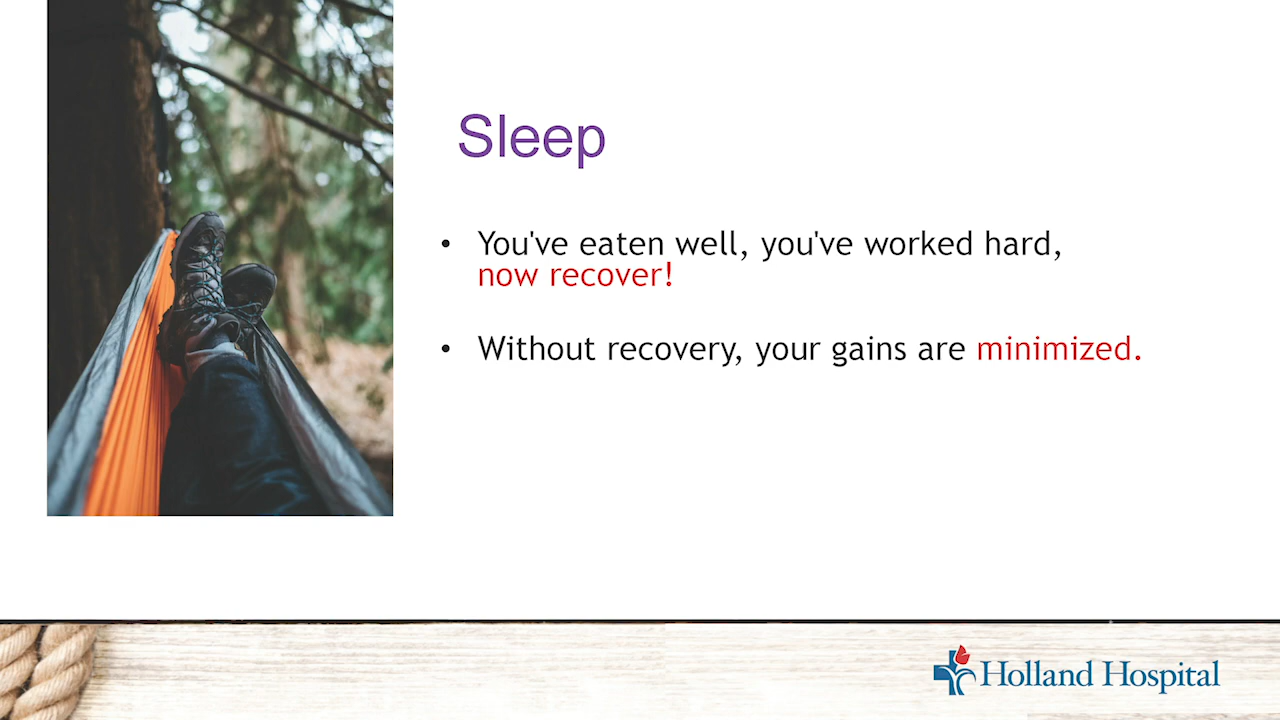 Sleep
• You've eaten well, you've worked hard,
now recover!
• Without recovery, your gains are minimized.
Holland Hospital